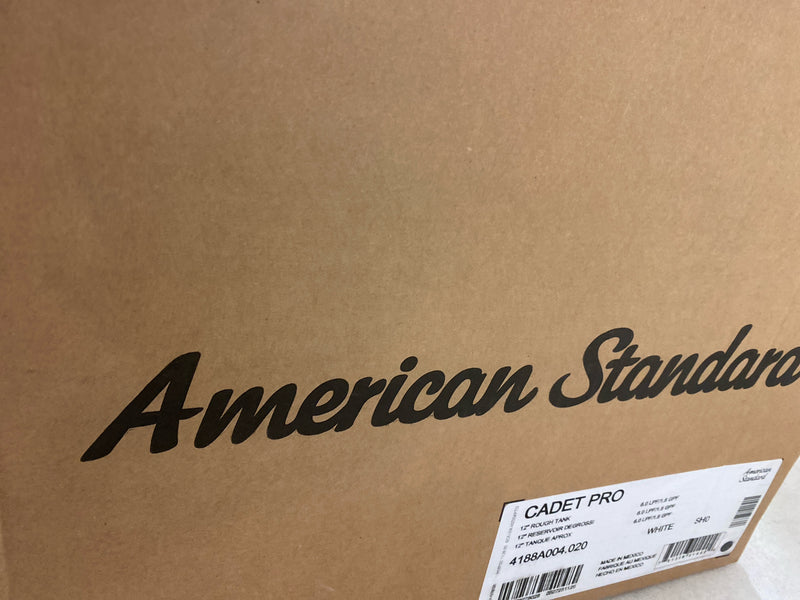 American Standard
American
Standard
CADET PRO
12" ROUGH TANK
12" RESERVOIR DEGROSSI
12" TANQUE APROX
6.0 LPF/1.6 GPF
6.0 LPF/1.6 GPF
6.0 LPF/1.6 GPF
WHITE SHO
4188A004.020
MADE IN MEXICO
FABRIQUE AU MEXIQUE
HECHO EN MEXICO